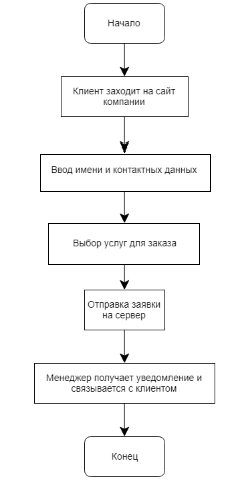 Начало
Клиент заходит на сайт
компании
Ввод имени и контактных данных
Выбор услуг для заказа
Отправка заявки
на сервер
Менеджер получает уведомление и
связывается с клиентом
Конец